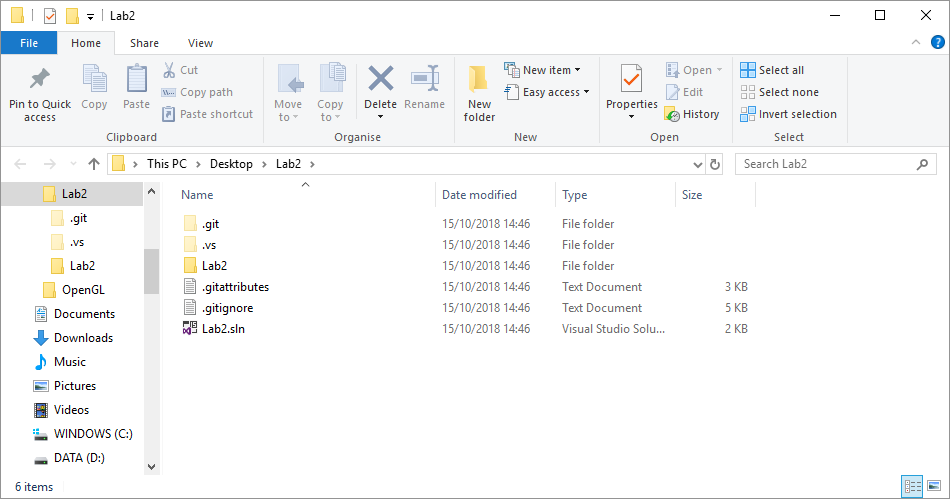 Lab2
File Home Share View
Pin to Quick access
Copy
Paste
Cut
Copy path
Paste shortcut
Clipboard
Move to
Copy to
Delete
Rename
Organise
New folder
New item
Easy access
New
Properties
Open
Edit
History
Open
Select all
Select none
Invert selection
Select
This PC Desktop Lab2
Search Lab2
Lab2
.git
.vs
Lab2
OpenGL
Documents
Downloads
Music
Pictures
Videos
WINDOWS (C:)
DATA (D:)
Name Date modified Type Size
.git 15/10/2018 14:46 File folder
.vs 15/10/2018 14:46 File folder
Lab2 15/10/2018 14:46 File folder
.gitattributes 15/10/2018 14:46 Text Document 3 KB
.gitignore 15/10/2018 14:46 Text Document 5 KB
Lab2.sln 15/10/2018 14:46 Visual Studio Solu... 2 KB
6 items